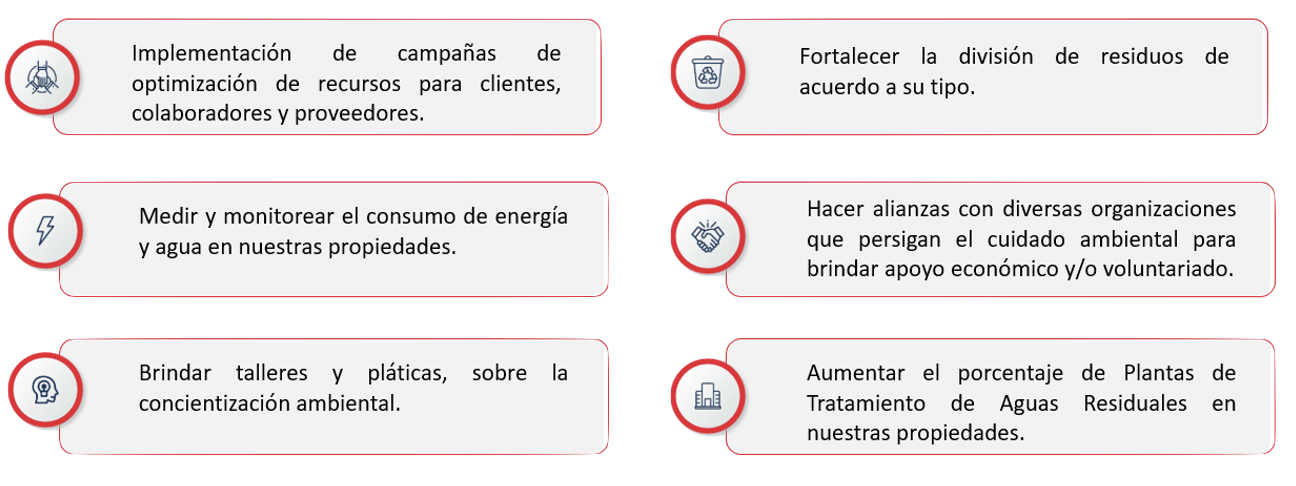 Implementación de campañas de
optimización de recursos para clientes,
colaboradores y proveedores.
Fortalecer la división de residuos de
acuerdo a su tipo.
Medir y monitorear el consumo de energía
y agua en nuestras propiedades.
Hacer alianzas con diversas organizaciones
que persigan el cuidado ambiental para
brindar apoyo económico y/o voluntariado.
Brindar talleres y pláticas, sobre la
concientización ambiental.
Aumentar el porcentaje de Plantas de
Tratamiento de Aguas Residuales en
nuestras propiedades.